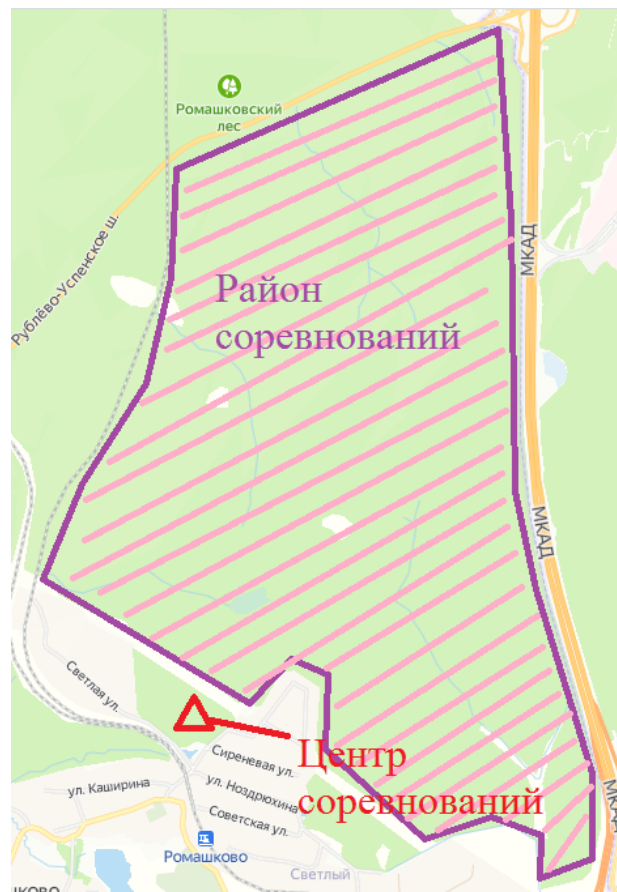 Ромашковский
лес
Рублёво-Успенское ш.
МКАД
Район
соревнований
МКАД
Светлая ул.
Центр
соревнований
Сиреневая ул.
ул. Каширина
ул. Ноздрюхина
Советская ул.
МКАД
Ромашково
Светлый